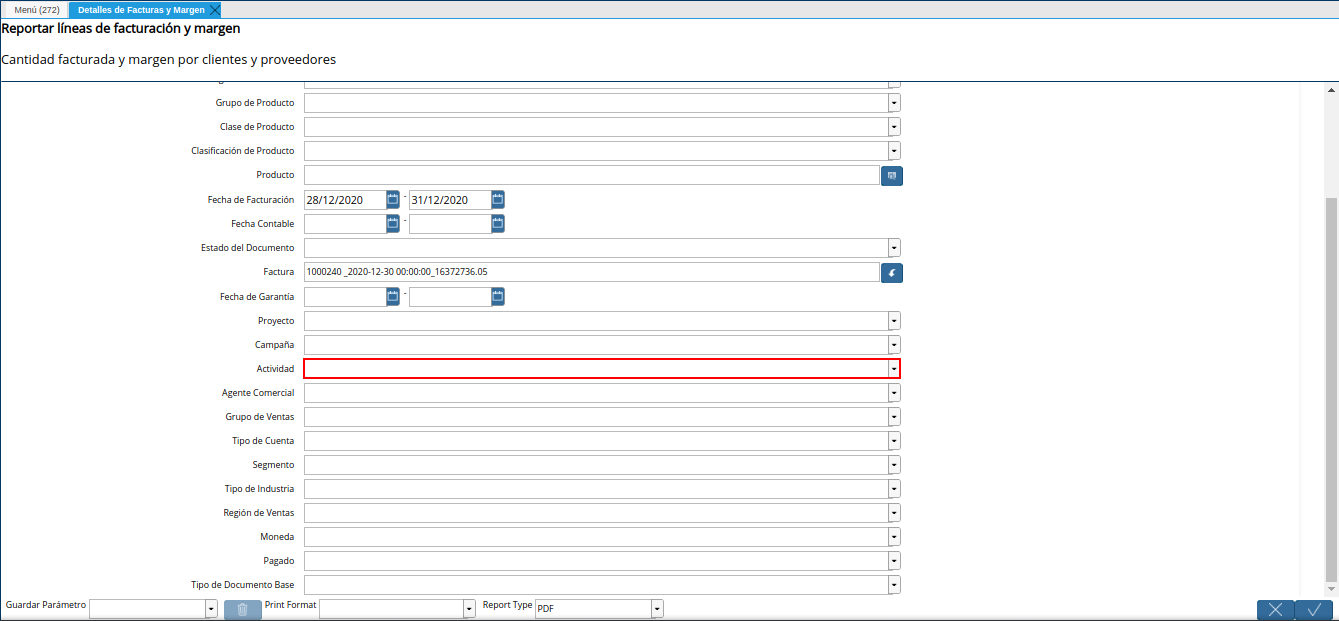 Menú (272) Detalles de Facturas y Margen
Reportar líneas de facturación y margen
Cantidad facturada y margen por clientes y proveedores
Grupo de Producto
Clase de Producto
Clasificación de Producto
Producto
Fecha de Facturación 28/12/2020 - 31/12/2020
Fecha Contable -
Estado del Documento
Factura 1000240 _2020-12-30 00:00:00_16372736.05
Fecha de Garantía -
Proyecto
Campaña
Actividad
Agente Comercial
Grupo de Ventas
Tipo de Cuenta
Segmento
Tipo de Industria
Región de Ventas
Moneda
Pagado
Tipo de Documento Base
Guardar Parámetro Print Format Report Type PDF